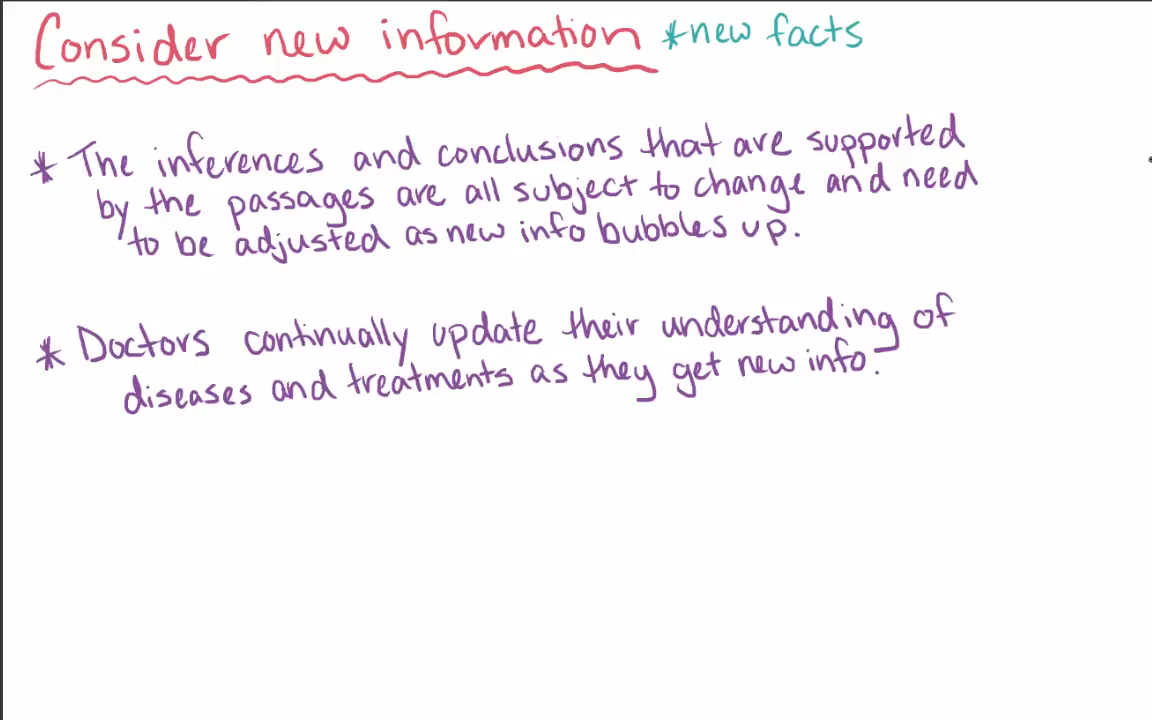 Consider new information *new facts
* The inferences and conclusions that are supported
by the passages are all subject to change and need
to be adjusted as new info bubbles up.
* Doctors continually update their understanding of
diseases and treatments as they get new info.